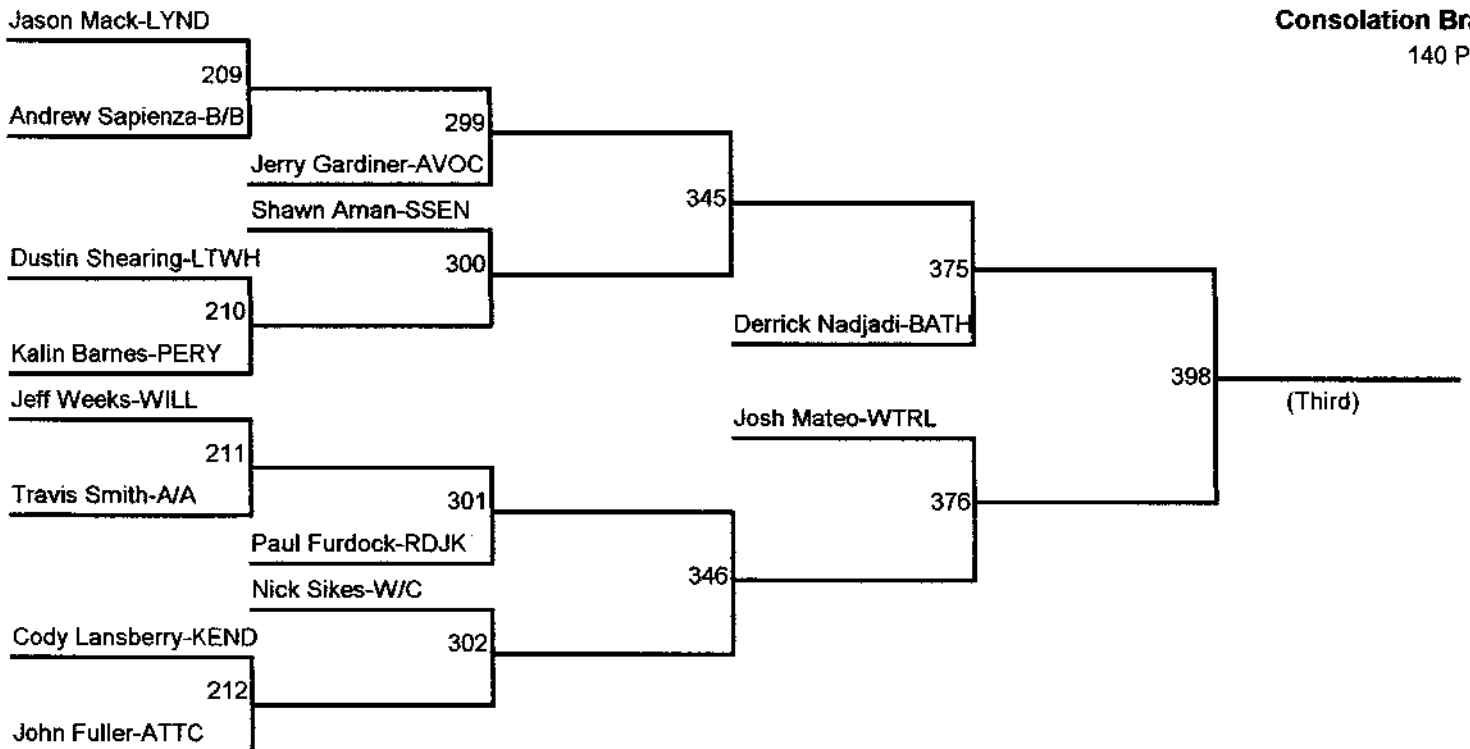 Jason Mack-LYND
Consolation Bra
140 P
209
Andrew Sapienza-B/B
299
Jerry Gardiner-AVOC
345
Shawn Aman-SSEN
Dustin Shearing-LTWH
300
375
210
Derrick Nadjadi-BATH
Kalin Barnes-PERY
398
Jeff Weeks-WILL
(Third)
Josh Mateo-WTRL
211
Travis Smith-A/A
301
376
Paul Furdock-RDJK
346
Nick Sikes-W/C
Cody Lansberry-KEND
302
212
John Fuller-ATTC